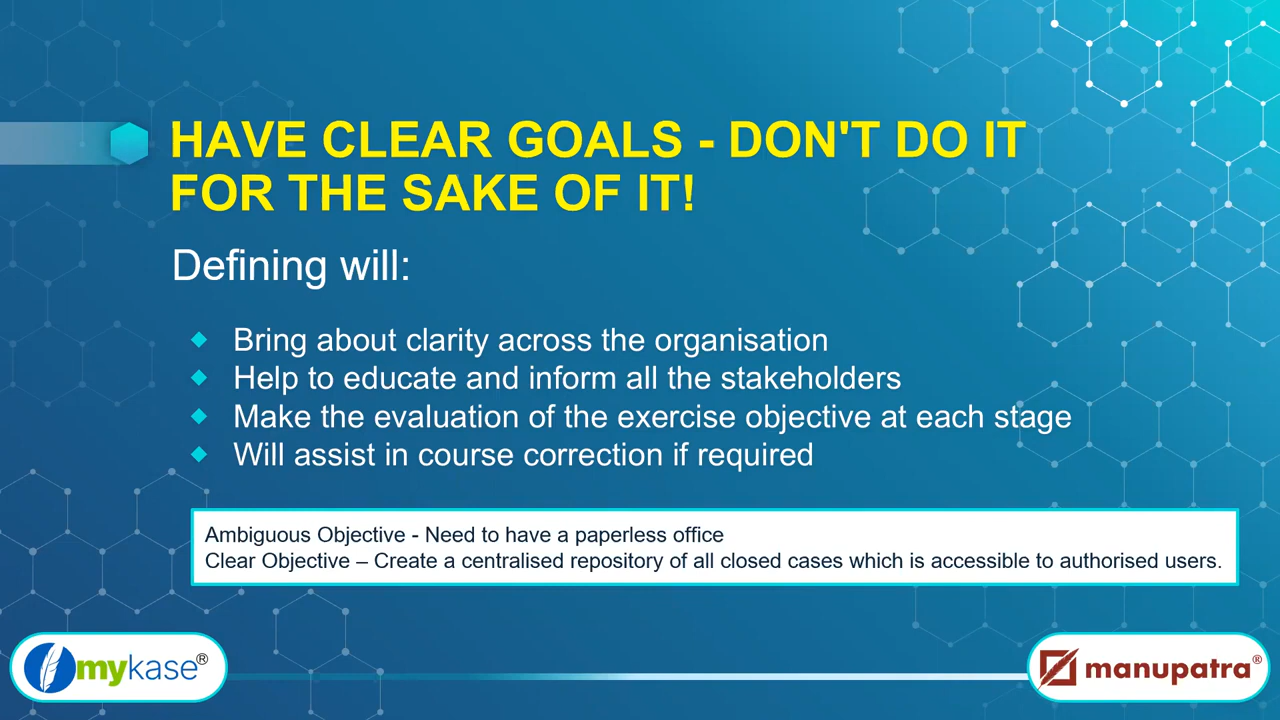 HAVE CLEAR GOALS - DON'T DO IT
FOR THE SAKE OF IT!
Defining will:
Bring about clarity across the organisation
Help to educate and inform all the stakeholders
Make the evaluation of the exercise objective at each stage
Will assist in course correction if required
Ambiguous Objective - Need to have a paperless office
Clear Objective – Create a centralised repository of all closed cases which is accessible to authorised users.
mykase®
manupatra®